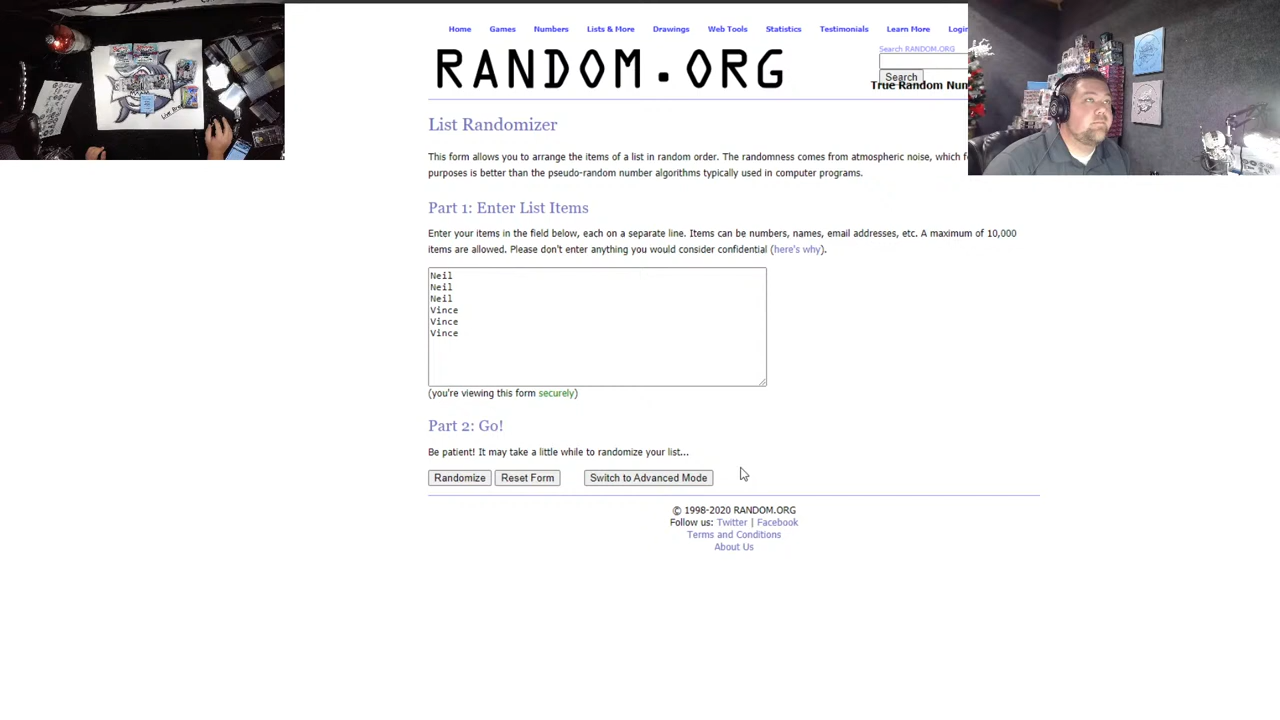 Home Games Numbers Lists & More Drawings Web Tools Statistics Testimonials Learn More Login
RANDOM.ORG
Search RANDOM.ORG
Search
True Random Num
List Randomizer
This form allows you to arrange the items of a list in random order. The randomness comes from atmospheric noise, which f
purposes is better than the pseudo-random number algorithms typically used in computer programs.
Part 1: Enter List Items
Enter your items in the field below, each on a separate line. Items can be numbers, names, email addresses, etc. A maximum of 10,000
items are allowed. Please don't enter anything you would consider confidential (here's why).
Neil
Neil
Neil
Vince
Vince
Vince
(you're viewing this form securely)
Part 2: Go!
Be patient! It may take a little while to randomize your list...
Randomize Reset Form Switch to Advanced Mode
© 1998-2020 RANDOM.ORG
Follow us: Twitter | Facebook
Terms and Conditions
About Us